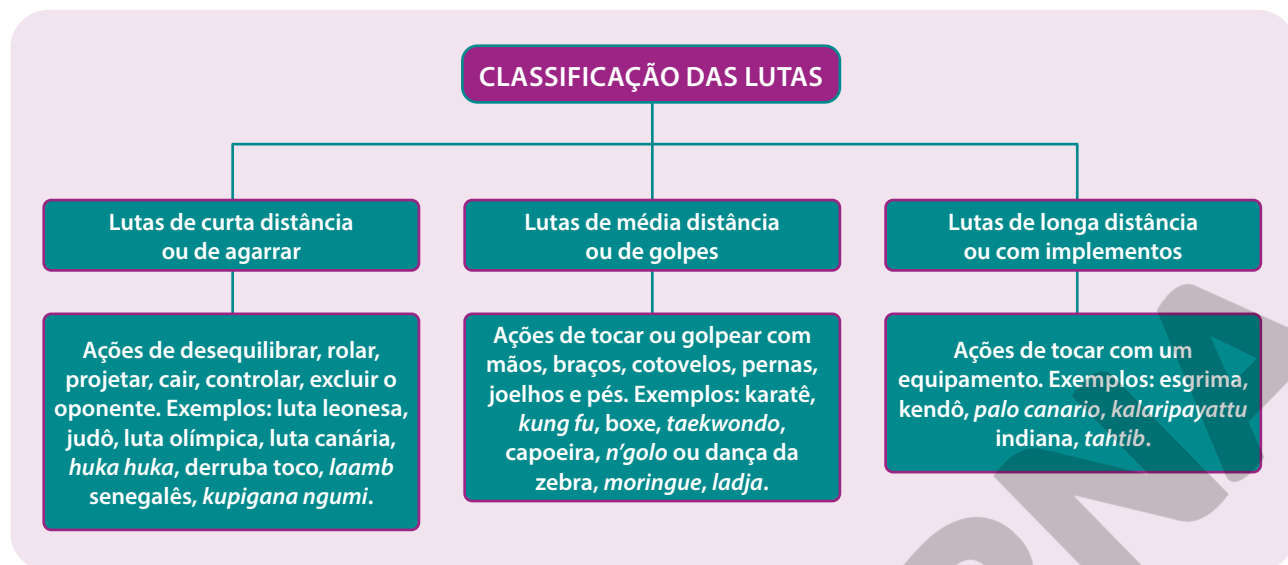 CLASSIFICAÇÃO DAS LUTAS
Lutas de curta distância
ou de agarrar
Ações de desequilibrar, rolar,
projetar, cair, controlar, excluir o
oponente. Exemplos: luta leonesa,
judô, luta olímpica, luta canária,
huka huka, derruba toco, laamb
senegalês, kupigana ngumi.
Lutas de média distância
ou de golpes
Ações de tocar ou golpear com
mãos, braços, cotovelos, pernas,
joelhos e pés. Exemplos: karatê,
kung fu, boxe, taekwondo,
capoeira, n’golo ou dança da
zebra, moringue, ladja.
Lutas de longa distância
ou com implementos
Ações de tocar com um
equipamento. Exemplos: esgrima,
kendô, palo canario, kalaripayattu
indiana, tahtib.
RNA